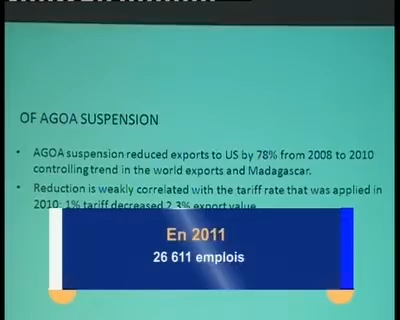 OF AGOA SUSPENSION
• AGOA suspension reduced exports to US by 78% from 2008 to 2010
controlling trend in the world exports and Madagascar.
• Reduction is weakly correlated with the tariff rate that was applied in
2010: 1% tariff decreased 2.3% export value
En 2011
26 611 emplois